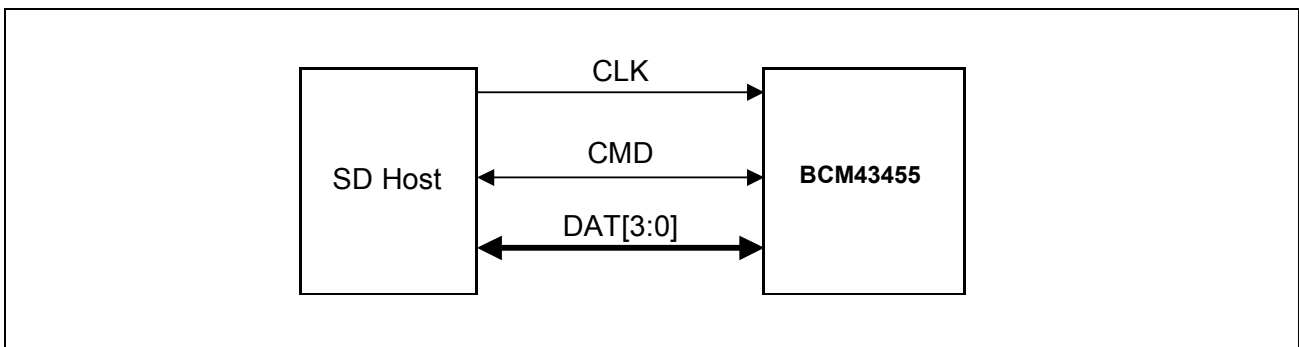 CLK
CMD
SD Host
BCM43455
DAT[3:0]